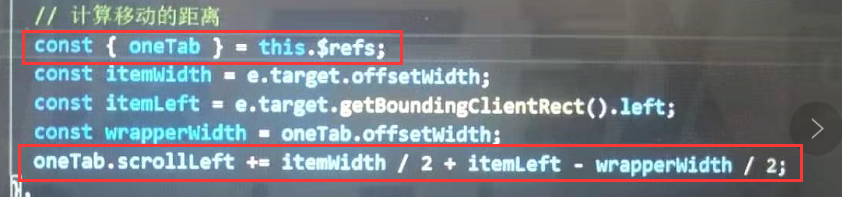 // 计算移动的距离
const { oneTab } = this.$refs;
const itemWidth = e.target.offsetWidth;
const itemLeft = e.target.getBoundingClientRect().left;
const wrapperWidth = oneTab.offsetWidth;
oneTab.scrollLeft += itemWidth / 2 + itemLeft - wrapperWidth / 2;
},